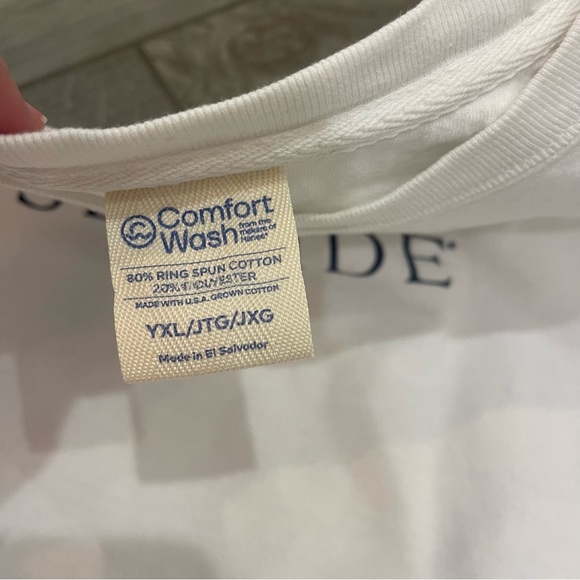 Comfort
Wash from the makers of Hanes®
80% RING SPUN COTTON
20% POLYESTER
MADE WITH U.S.A. GROWN COTTON
YXL/JTG/JXG
Made in El Salvador
DE